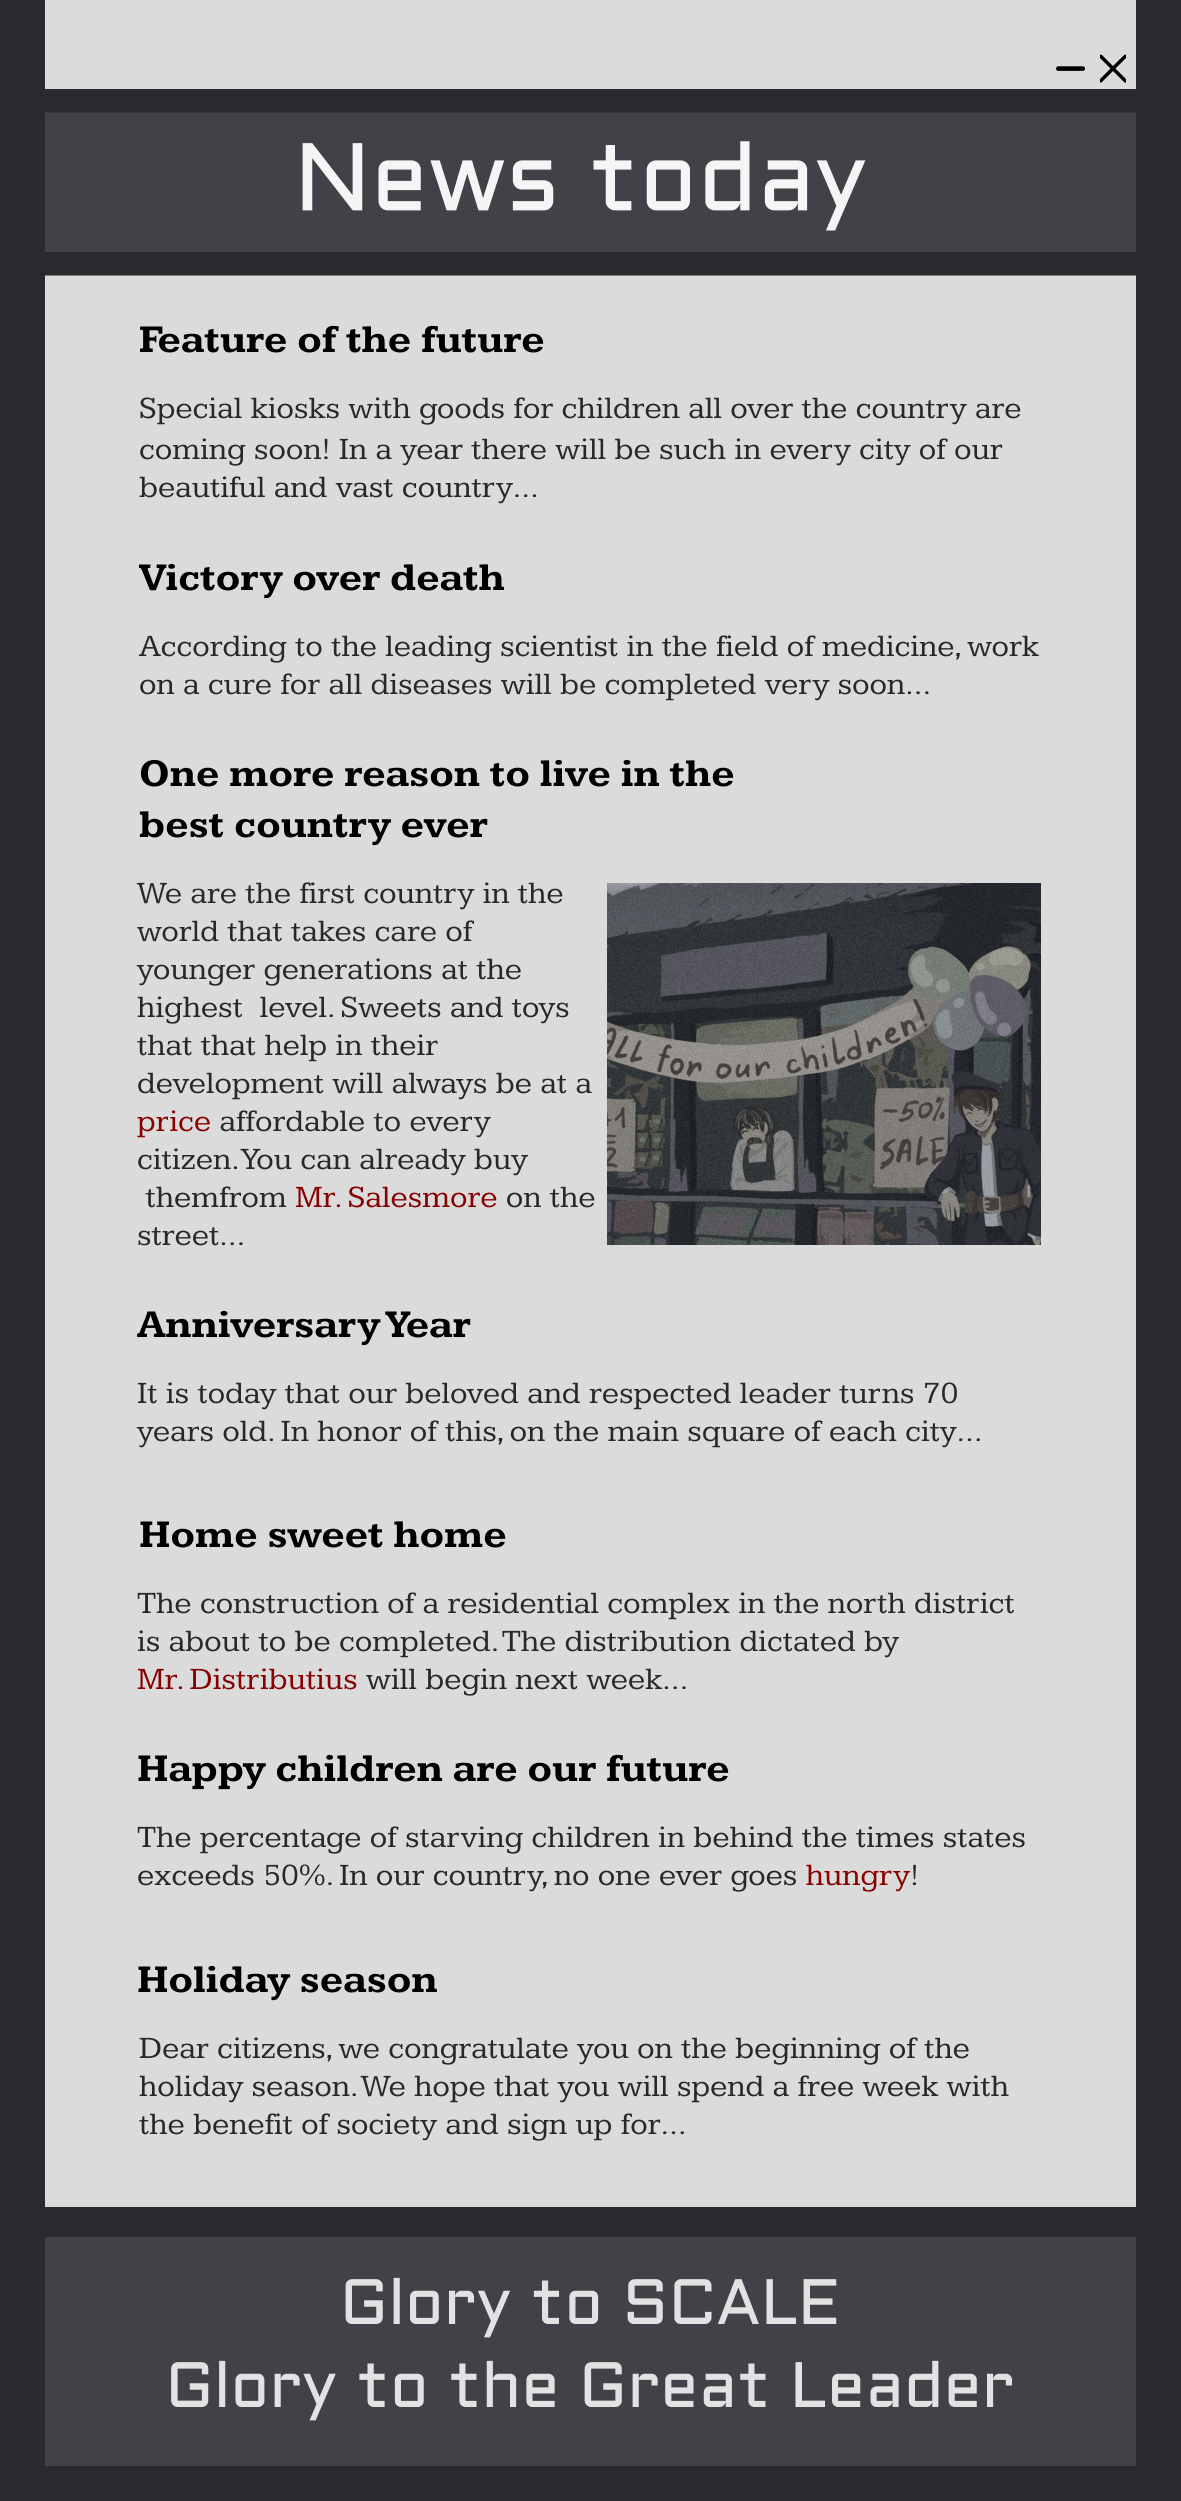 News today
Feature of the future
Special kiosks with goods for children all over the country are
coming soon! In a year there will be such in every city of our
beautiful and vast country...
Victory over death
According to the leading scientist in the field of medicine, work
on a cure for all diseases will be completed very soon...
One more reason to live in the
best country ever
We are the first country in the
world that takes care of
younger generations at the
highest  level. Sweets and toys
that that help in their
development will always be at a
price affordable to every
citizen. You can already buy
themfrom Mr. Salesmore on the
street...
ALL for our children!
-50%
SALE
Anniversary Year
It is today that our beloved and respected leader turns 70
years old. In honor of this, on the main square of each city...
Home sweet home
The construction of a residential complex in the north district
is about to be completed. The distribution dictated by
Mr. Distributius will begin next week...
Happy children are our future
The percentage of starving children in behind the times states
exceeds 50%. In our country, no one ever goes hungry!
Holiday season
Dear citizens, we congratulate you on the beginning of the
holiday season. We hope that you will spend a free week with
the benefit of society and sign up for...
Glory to SCALE
Glory to the Great Leader